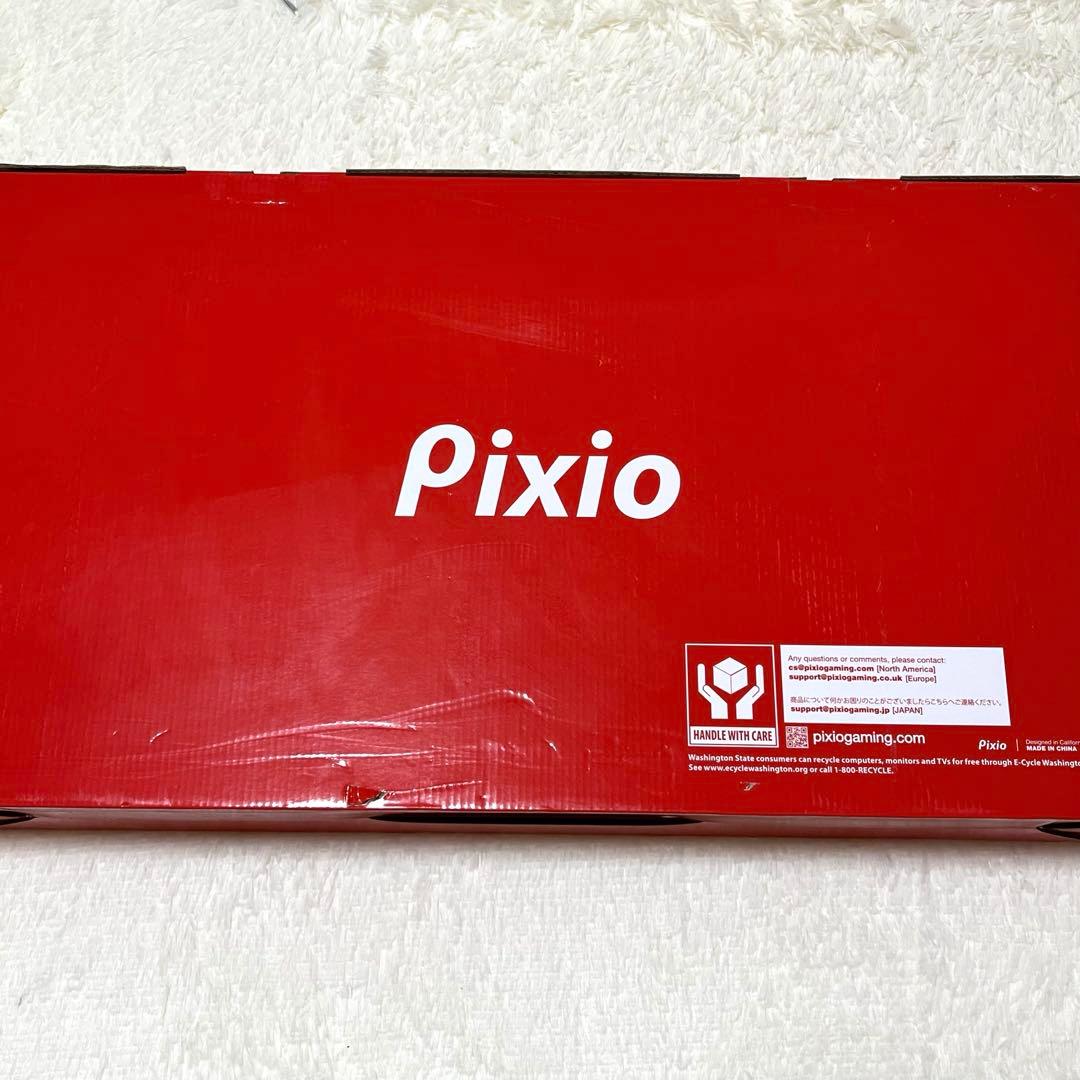 Pixio
Any questions or comments, please contact:
cs@pixiogaming.com [North America]
support@pixiogaming.co.uk [Europe]
商品について何かお困りのことがございましたらこちらへご連絡ください。
support@pixiogaming.jp [JAPAN]
HANDLE WITH CARE
pixiogaming.com
Pixio
Designed in California
MADE IN CHINA
Washington State consumers can recycle computers, monitors and TVs for free through E-Cycle Washington
See www.ecyclewashington.org or call 1-800-RECYCLE.